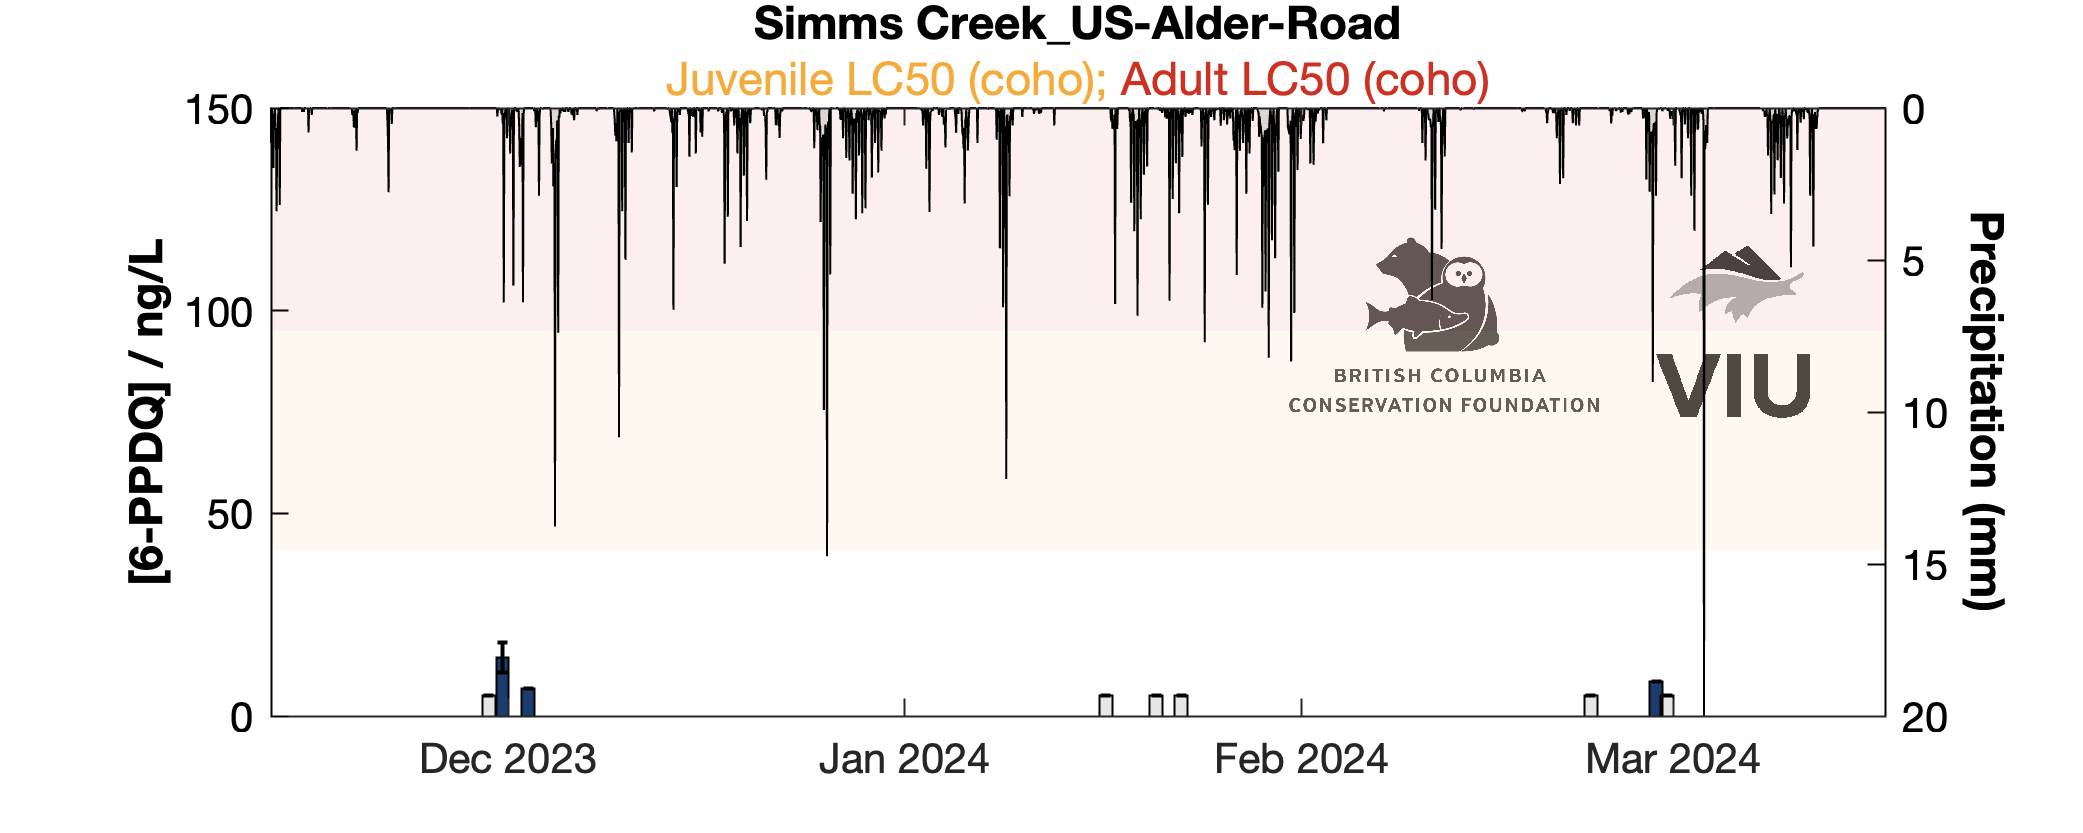 Simms Creek_US-Alder-Road
Juvenile LC50 (coho); Adult LC50 (coho)
150
100
50
0
[6-PPDQ] / ng/L
0
5
10
15
20
Precipitation (mm)
BRITISH COLUMBIA
CONSERVATION FOUNDATION
VIU
Dec 2023
Jan 2024
Feb 2024
Mar 2024